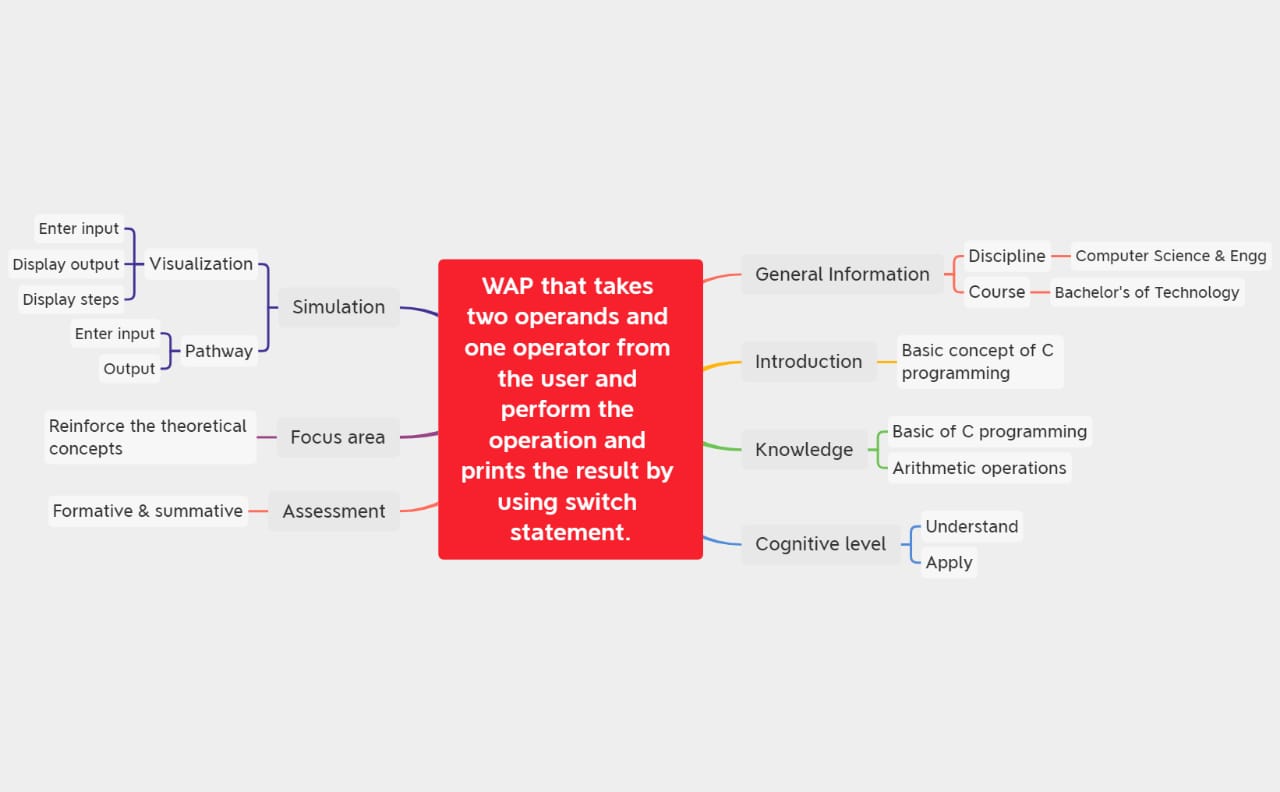 WAP that takes
two operands and
one operator from
the user and
perform the
operation and
prints the result by
using switch
statement.
General Information
Discipline
Computer Science & Engg
Course
Bachelor's of Technology
Introduction
Basic concept of C
programming
Knowledge
Basic of C programming
Arithmetic operations
Cognitive level
Understand
Apply
Simulation
Visualization
Enter input
Display output
Display steps
Pathway
Enter input
Output
Focus area
Reinforce the theoretical
concepts
Assessment
Formative & summative